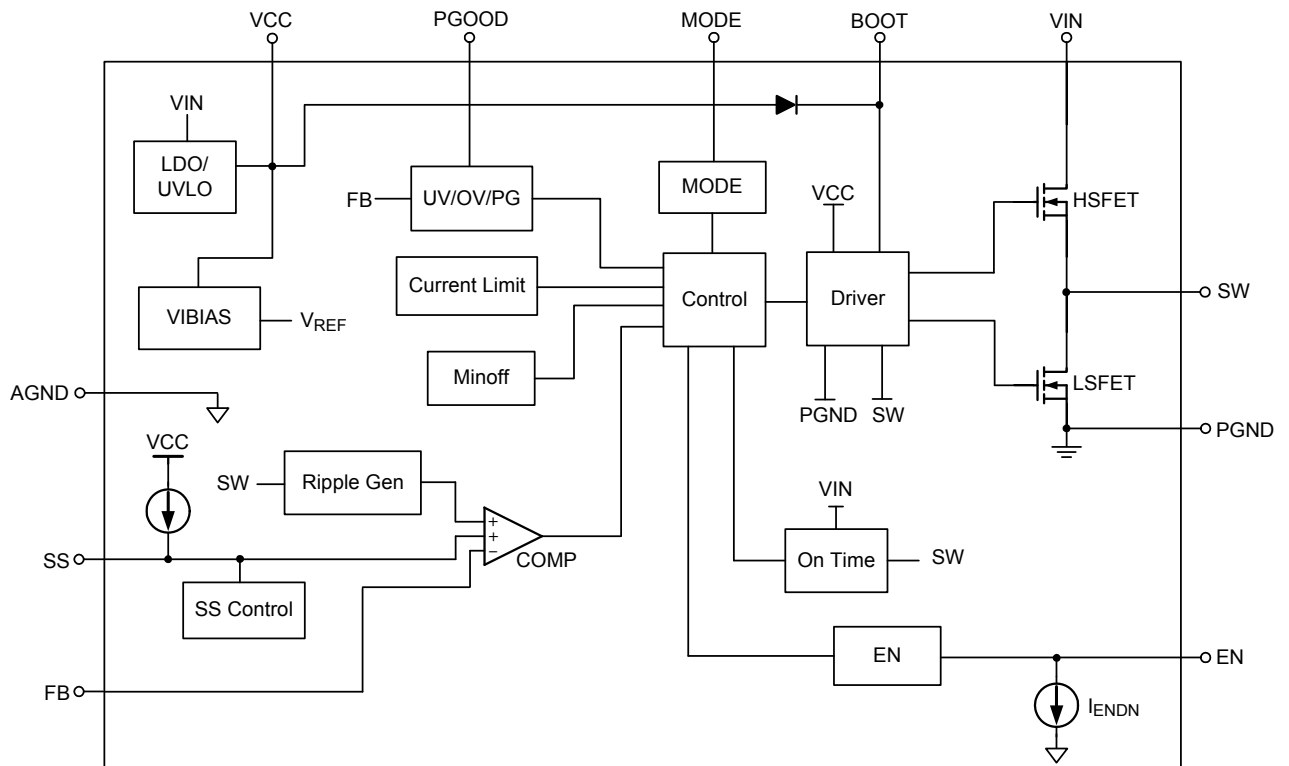 VCC
PGOOD
MODE
BOOT
VIN
VIN
LDO/
UVLO
FB
UV/OV/PG
MODE
VCC
HSFET
Current Limit
Control
Driver
SW
VIBIAS
VREF
Minoff
LSFET
AGND
PGND
SW
PGND
VCC
SW
Ripple Gen
VIN
+
+
−
COMP
SS
On Time
SW
SS Control
EN
EN
FB
IENDN